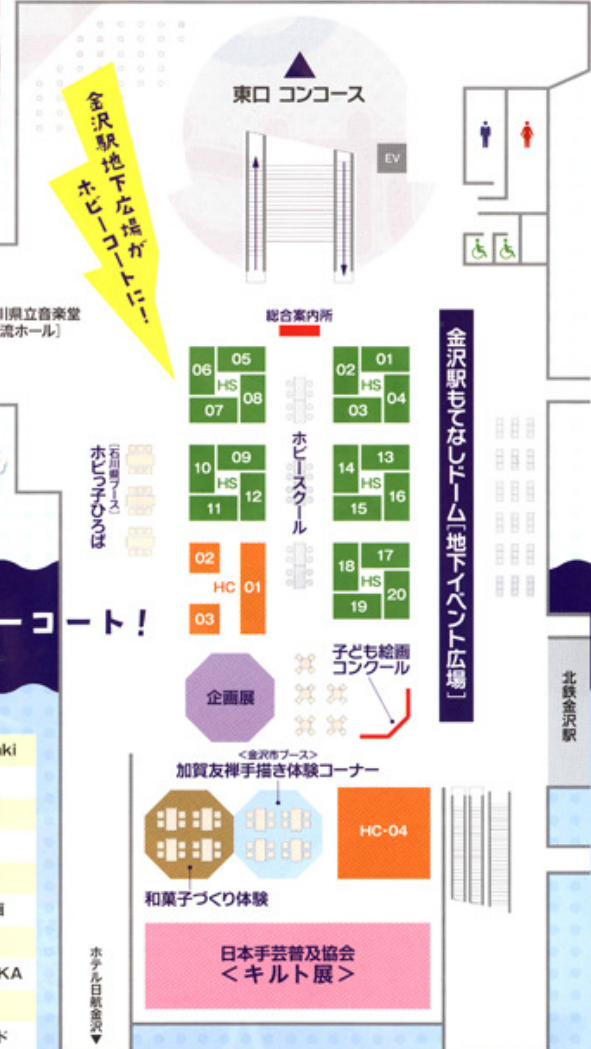 東口 コンコース
EV
金沢駅地下広場が
ホビーコートに!
川県立音楽堂
流ホール]
総合案内所
金沢駅もてなしドーム[地下イベント広場]
06 05
HS
07 08
02 01
HS
03 04
ホビースクール
[石川県ブース]
ホビっ子ひろば
10 09
HS
11 12
14 13
HS
15 16
02
HC 01
03
18 17
HS
19 20
ーコート!
企画展
子ども絵画
コンクール
北鉄金沢駅
<金沢市ブース>
加賀友禅手描き体験コーナー
HC-04
和菓子づくり体験
日本手芸普及協会
<キルト展>
ホテル日航金沢▼
ki
KA
ド